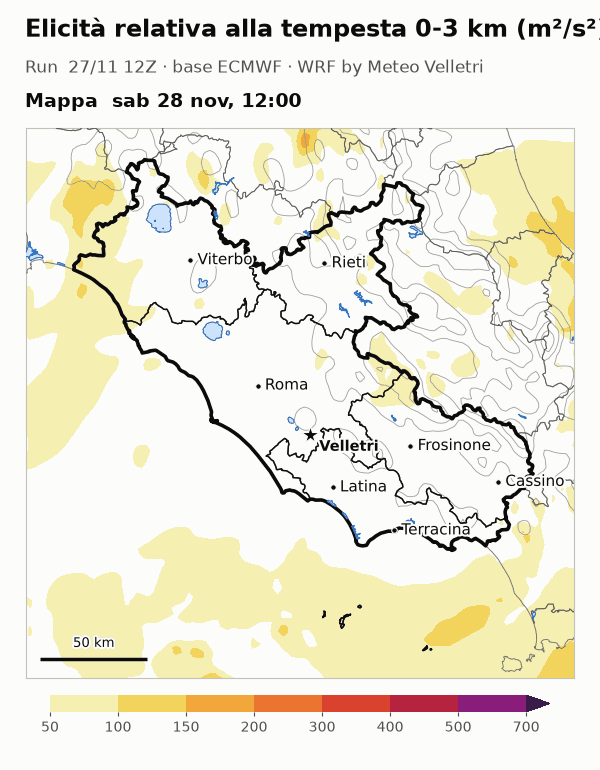 Elicità relativa alla tempesta 0-3 km (m²/s²)
Run 27/11 12Z · base ECMWF · WRF by Meteo Velletri
Mappa sab 28 nov, 12:00
Viterbo
Rieti
Roma
Velletri
Frosinone
Latina
Cassino
Terracina
50 km
50 100 150 200 300 400 500 700